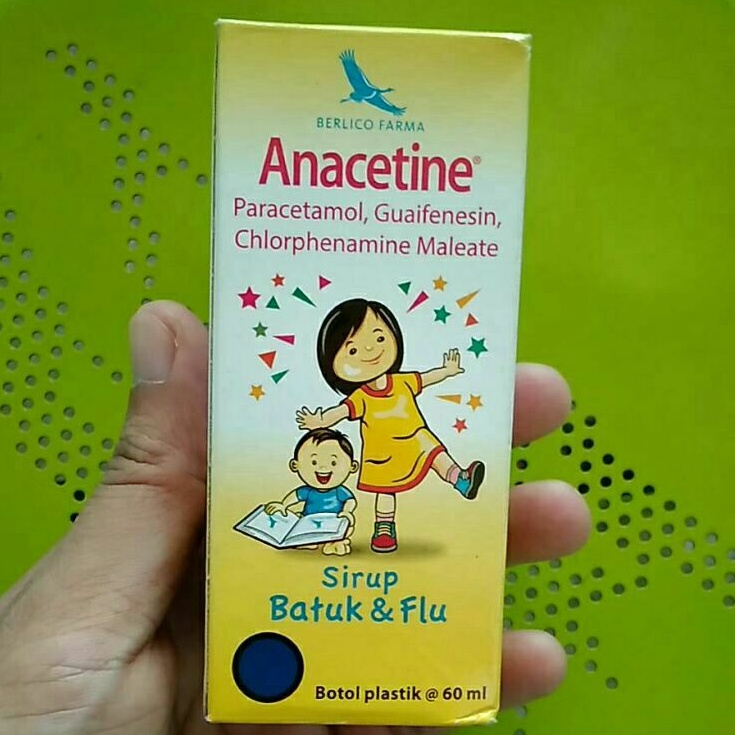 BERLICO FARMA
Anacetine®
Paracetamol, Guaifenesin,
Chlorphenamine Maleate
Sirup
Batuk & Flu
Botol plastik @ 60 ml